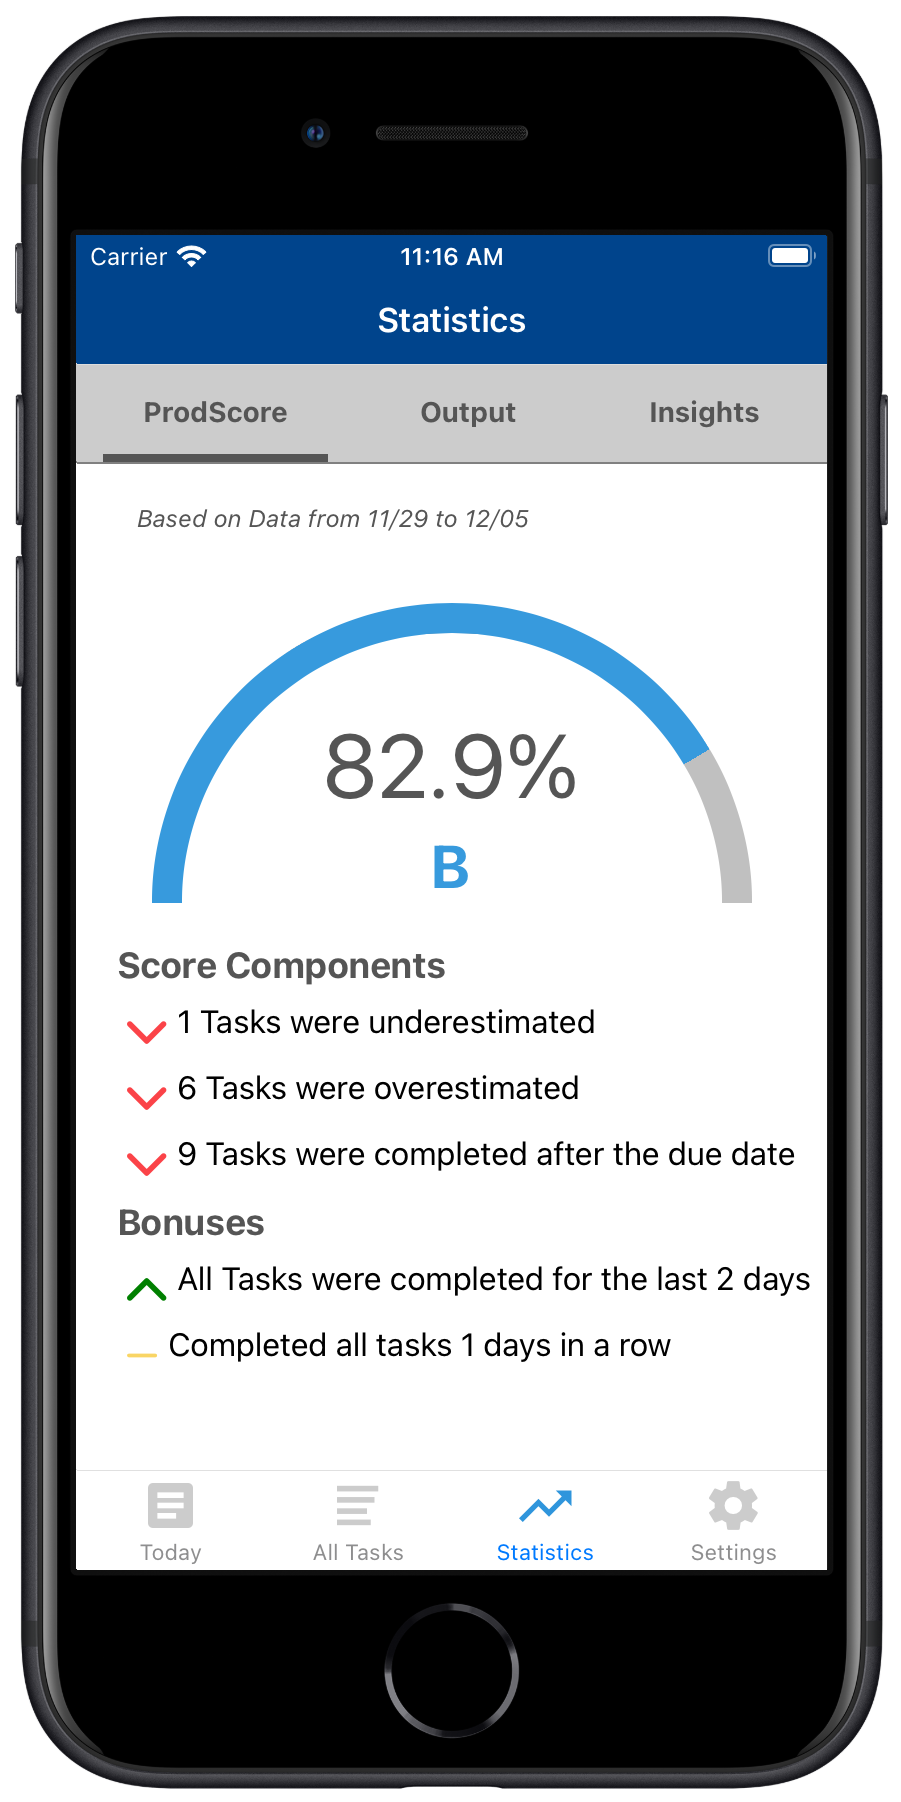 Carrier 11:16 AM
Statistics
ProdScore Output Insights
Based on Data from 11/29 to 12/05
82.9%
B
Score Components
1 Tasks were underestimated
6 Tasks were overestimated
9 Tasks were completed after the due date
Bonuses
All Tasks were completed for the last 2 days
Completed all tasks 1 days in a row
Today All Tasks Statistics Settings